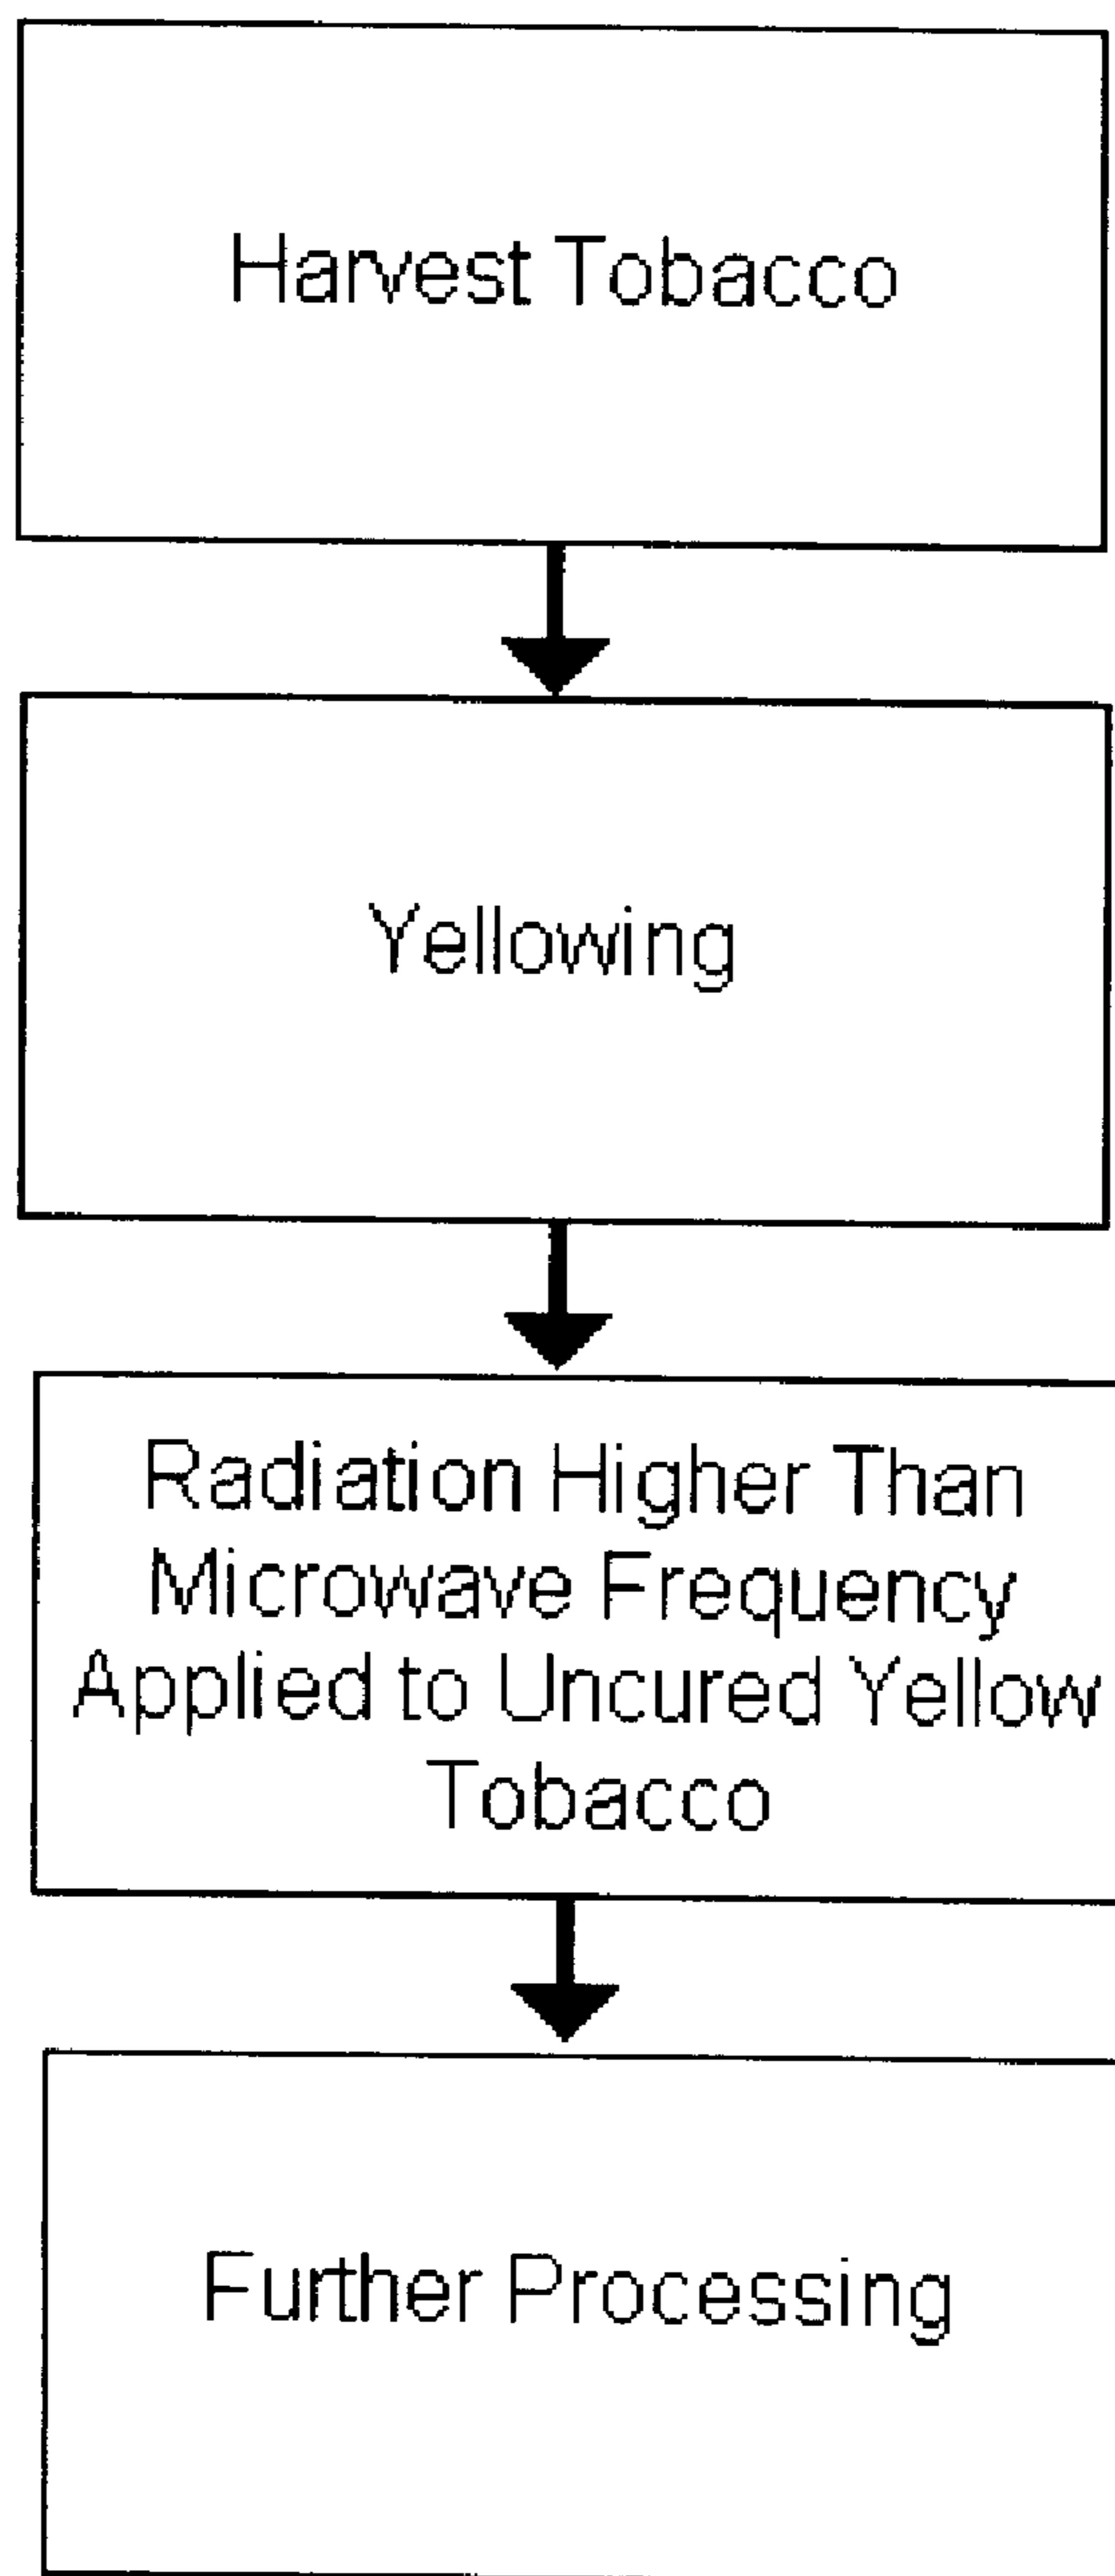 Harvest Tobacco
Yellowing
Radiation Higher Than
Microwave Frequency
Applied to Uncured Yellow
Tobacco
Further Processing